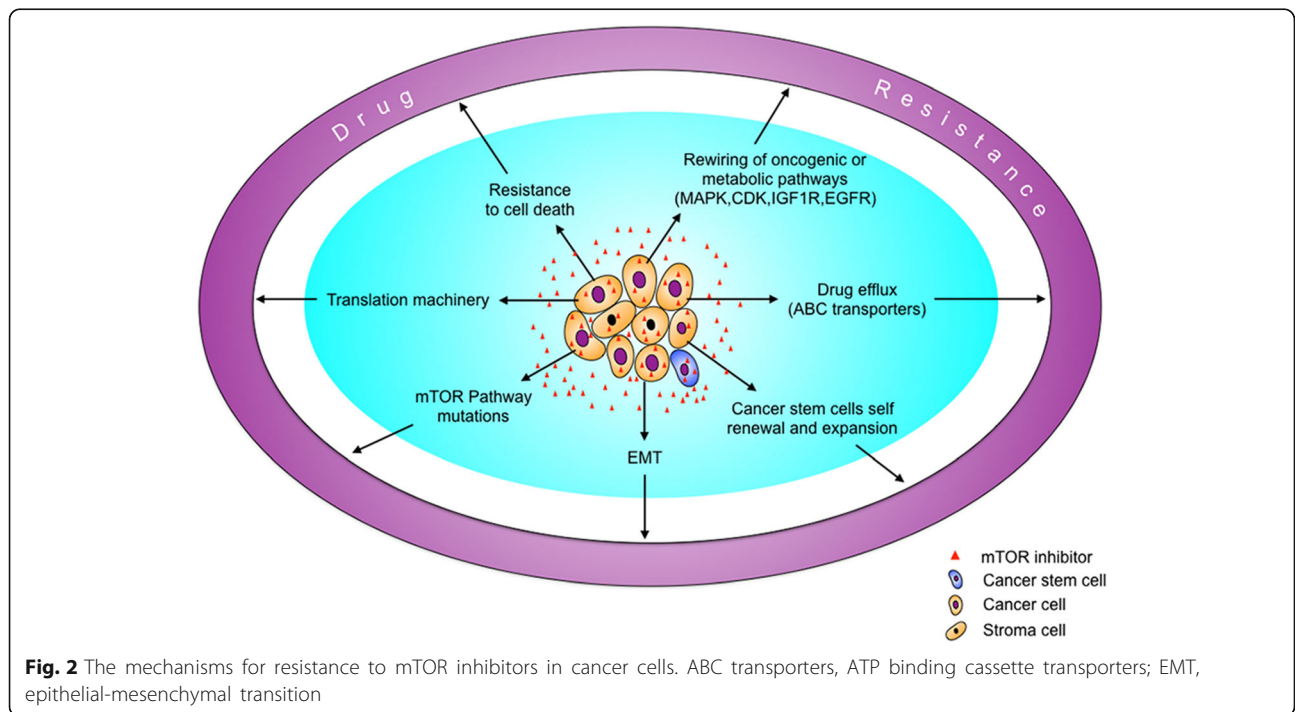 Drug Resistance
Rewiring of oncogenic or
metabolic pathways
(MAPK,CDK,IGF1R,EGFR)
Resistance
to cell death
Translation machinery
Drug efflux
(ABC transporters)
mTOR Pathway
mutations
Cancer stem cells self
renewal and expansion
EMT
mTOR inhibitor
Cancer stem cell
Cancer cell
Stroma cell
Fig. 2 The mechanisms for resistance to mTOR inhibitors in cancer cells. ABC transporters, ATP binding cassette transporters; EMT,
epithelial-mesenchymal transition